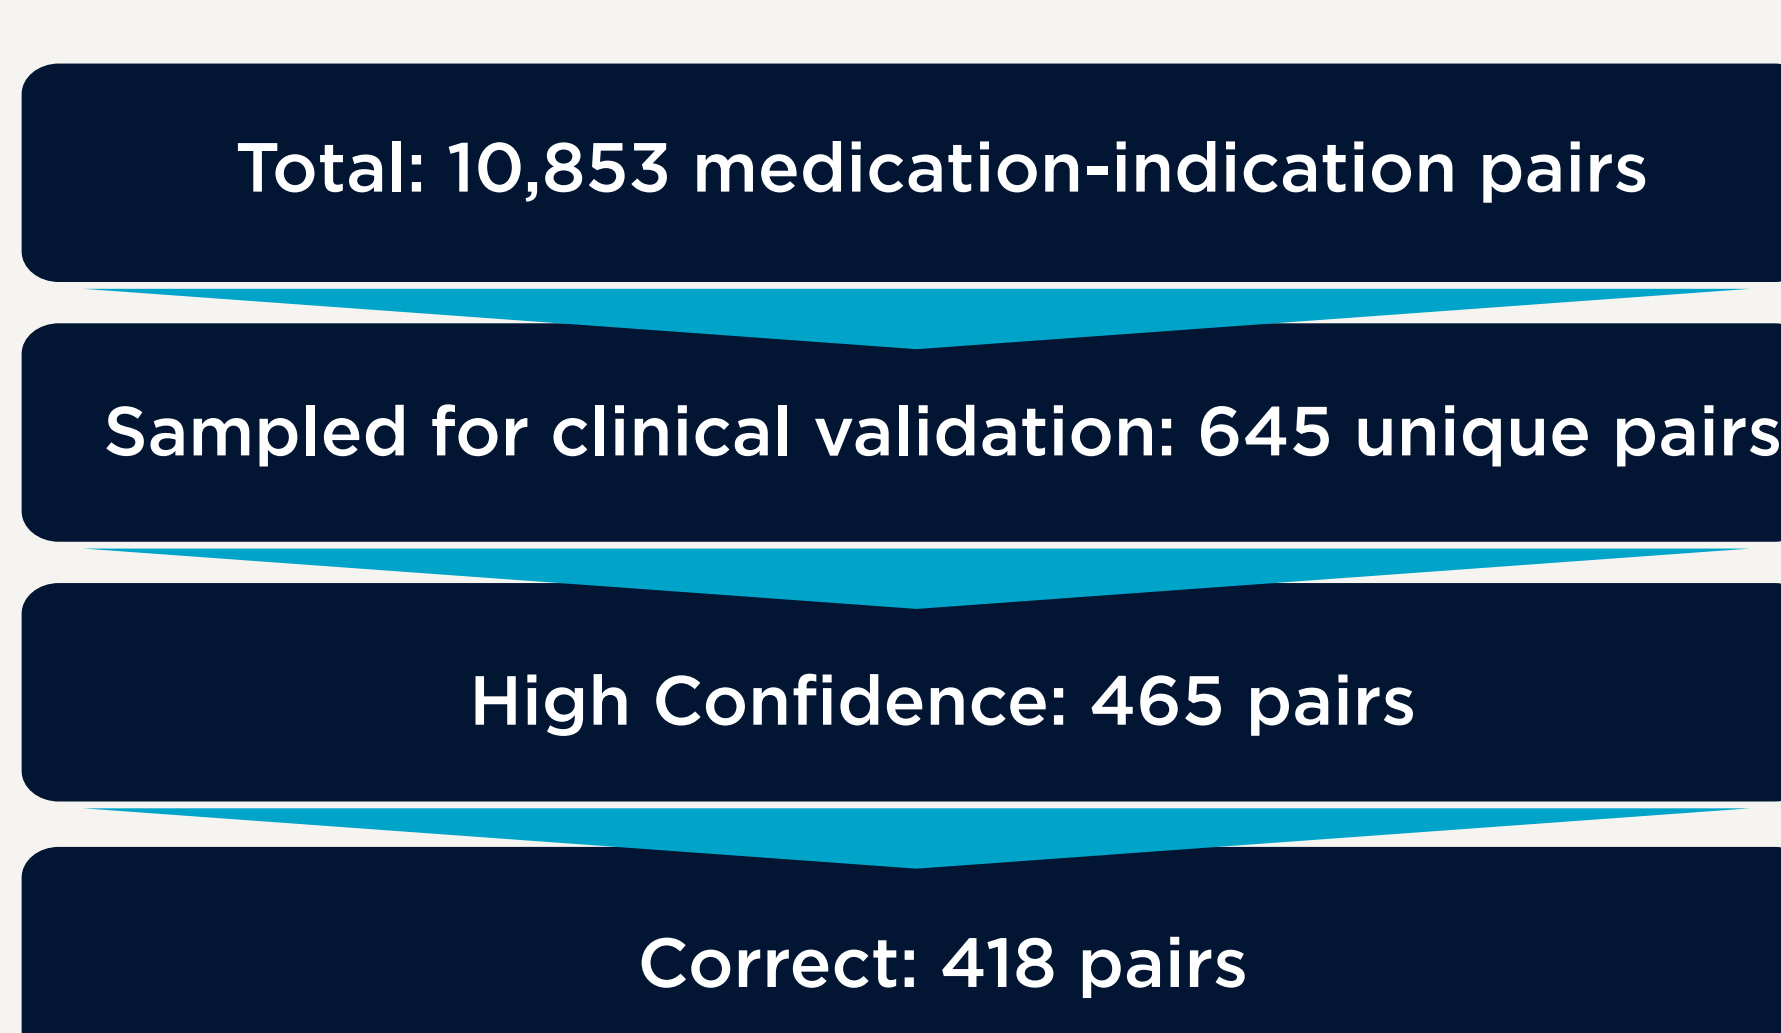 Total: 10,853 medication-indication pairs
Sampled for clinical validation: 645 unique pairs
High Confidence: 465 pairs
Correct: 418 pairs